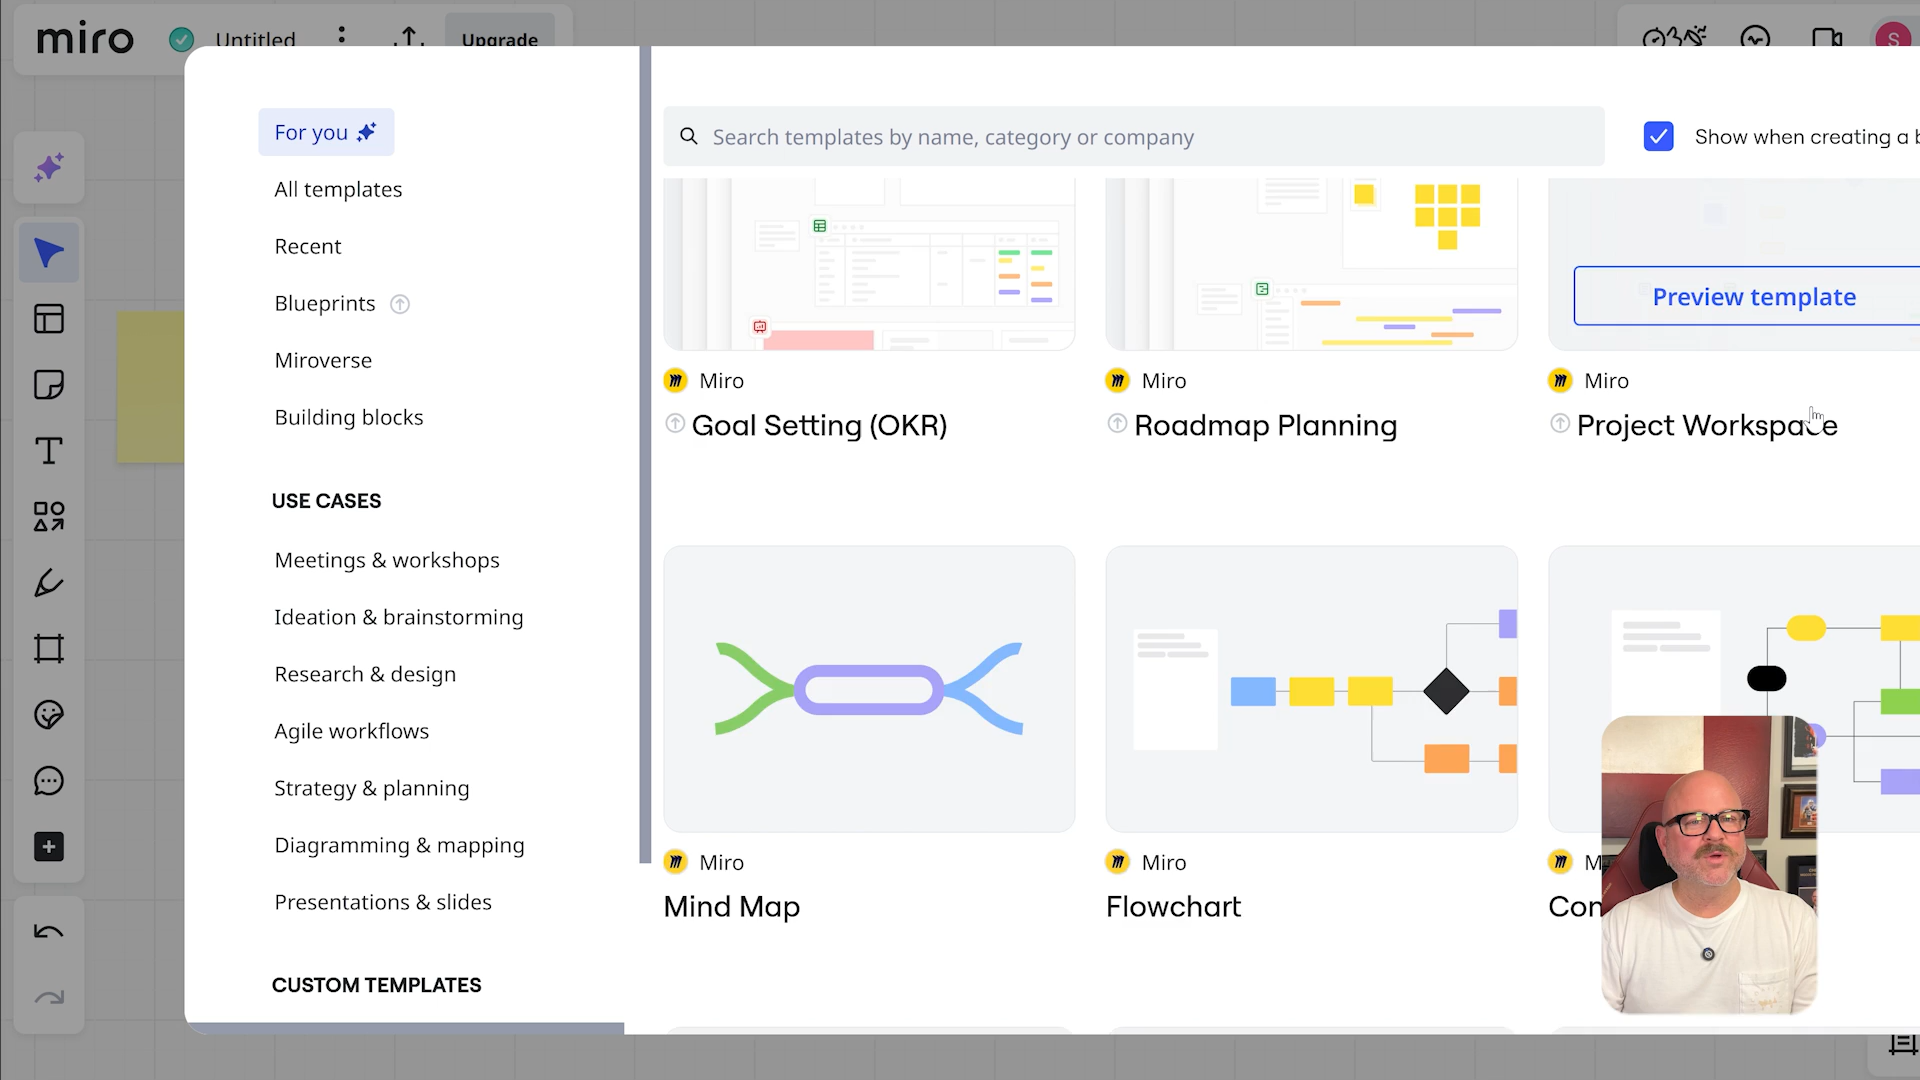 miro
Untitled
Upgrade
S
For you
Search templates by name, category or company
Show when creating a b
All templates
Recent
Blueprints
Miroverse
Building blocks
Preview template
Miro
Miro
Miro
Goal Setting (OKR)
Roadmap Planning
Project Workspace
USE CASES
Meetings & workshops
Ideation & brainstorming
Research & design
Agile workflows
Strategy & planning
Diagramming & mapping
Presentations & slides
Miro
Miro
M
Mind Map
Flowchart
Con
CUSTOM TEMPLATES